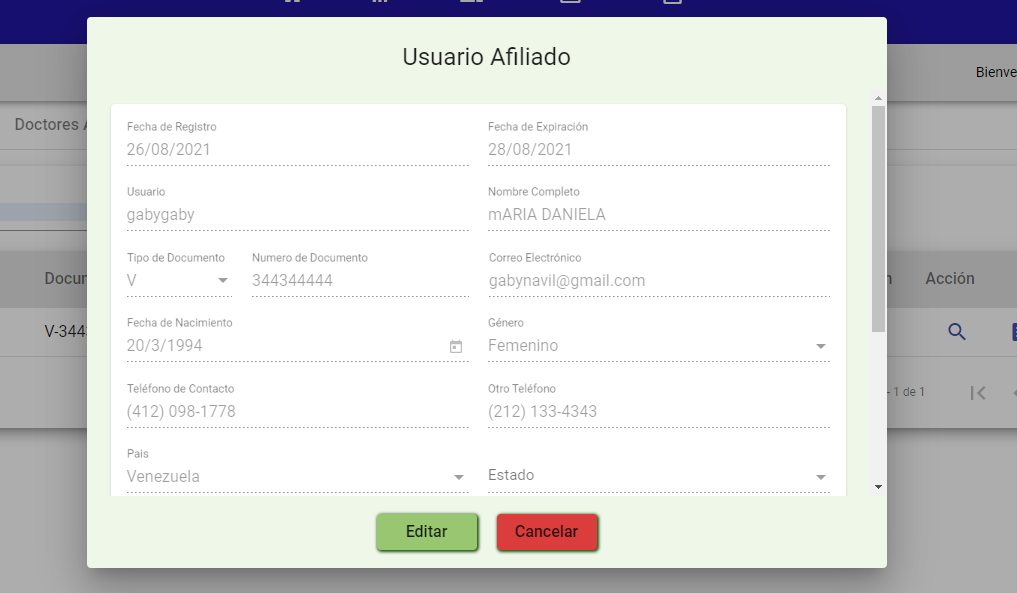 Usuario Afiliado
Bienve
Doctores
Fecha de Registro
Fecha de Expiración
26/08/2021
28/08/2021
Usuario
Nombre Completo
gabygaby
mARIA DANIELA
Tipo de Documento
Numero de Documento
Correo Electrónico
V
344344444
gabynavil@gmail.com
Docum
Acción
Fecha de Nacimiento
Género
20/3/1994
Femenino
V-344
Teléfono de Contacto
Otro Teléfono
(412) 098-1778
(212) 133-4343
- 1 de 1
Pais
Venezuela
Estado
Editar
Cancelar